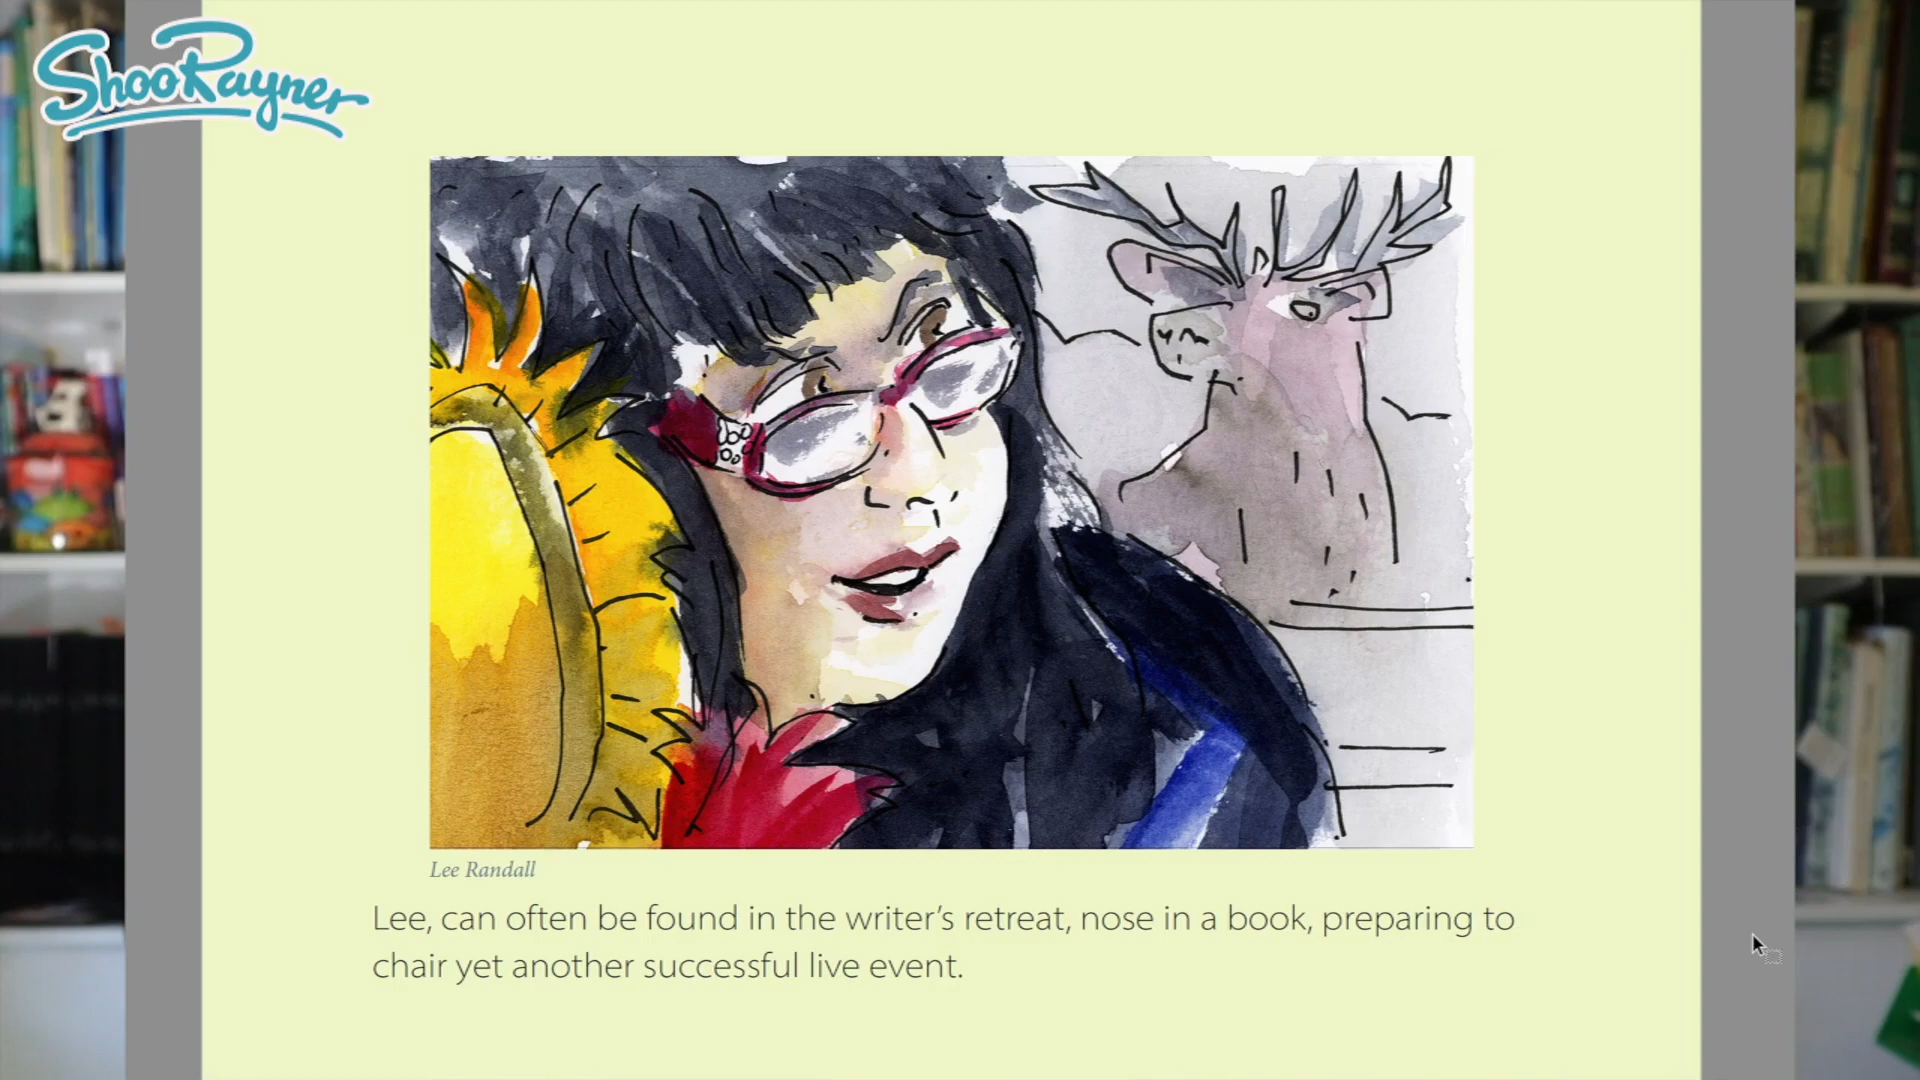 ShooRayner
Lee Randall
Lee, can often be found in the writer's retreat, nose in a book, preparing to
chair yet another successful live event.